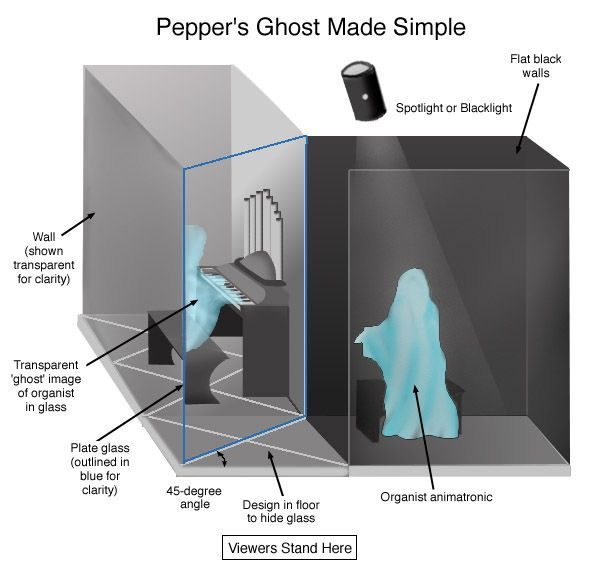 Pepper's Ghost Made Simple
Flat black
walls
Spotlight or Blacklight
Wall
(shown
transparent
for clarity)
Transparent
'ghost' image
of organist
in glass
Plate glass
(outlined in
blue for
clarity)
45-degree
angle
Design in floor
to hide glass
Organist animatronic
Viewers Stand Here